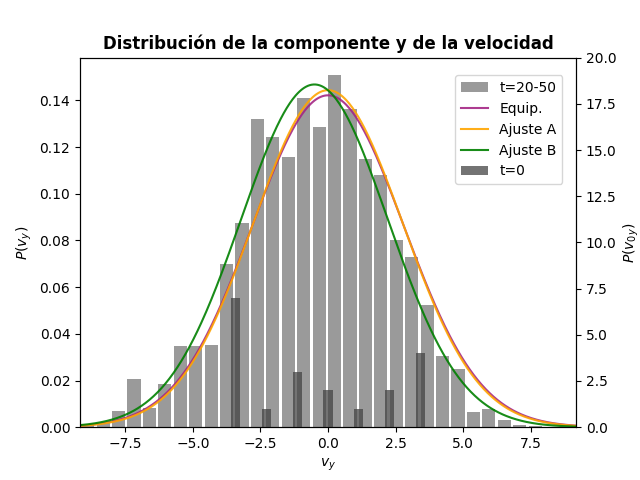 Distribución de la componente y de la velocidad
P(v_y)
0.14
0.12
0.10
0.08
0.06
0.04
0.02
0.00
t=20-50
Equip.
Ajuste A
Ajuste B
t=0
20.0
17.5
15.0
12.5
10.0
7.5
5.0
2.5
0.0
P(v_{0y})
−7.5 −5.0 −2.5 0.0 2.5 5.0 7.5
v_y